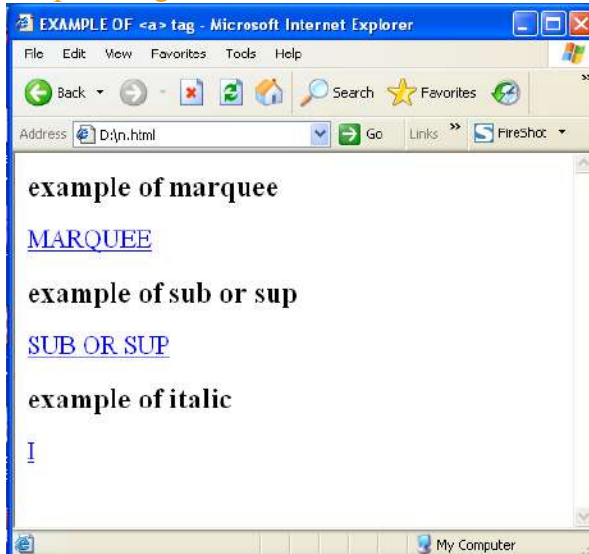 EXAMPLE OF <a> tag - Microsoft Internet Explorer
File Edit View Favorites Tools Help
Back Search Favorites »
Address D:\n.html Go Links » FireShot
example of marquee
MARQUEE
example of sub or sup
SUB OR SUP
example of italic
I
My Computer